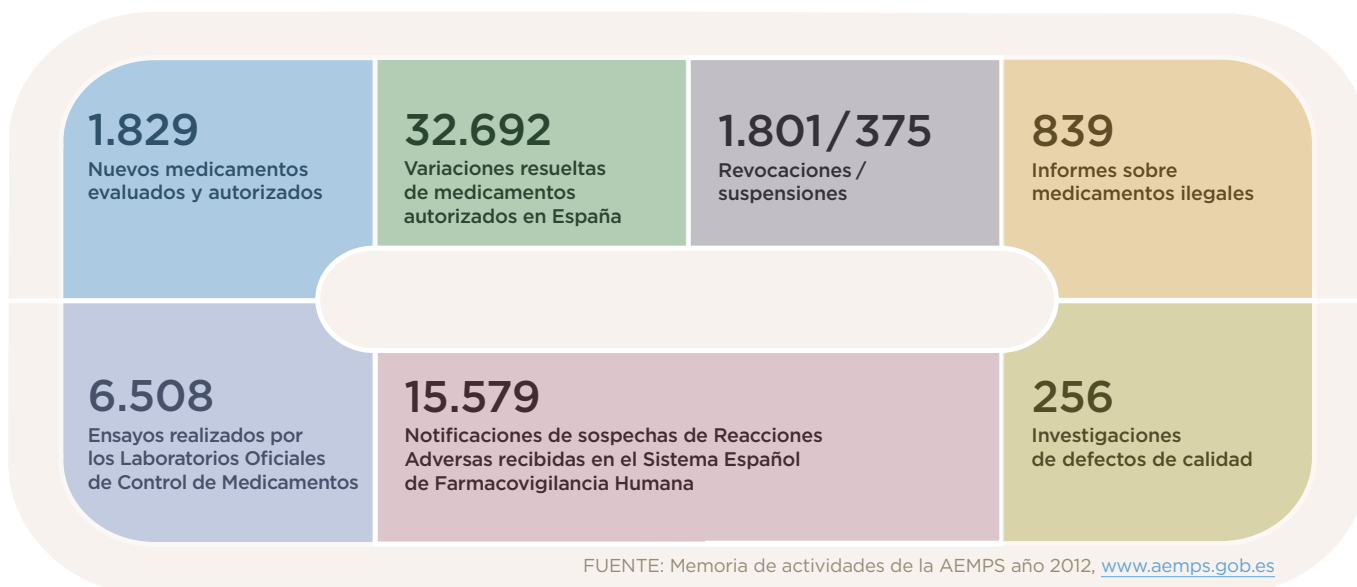 1.829
Nuevos medicamentos
evaluados y autorizados
32.692
Variaciones resueltas
de medicamentos
autorizados en España
1.801/375
Revocaciones /
suspensiones
839
Informes sobre
medicamentos ilegales
6.508
Ensayos realizados por
los Laboratorios Oficiales
de Control de Medicamentos
15.579
Notificaciones de sospechas de Reacciones
Adversas recibidas en el Sistema Español
de Farmacovigilancia Humana
256
Investigaciones
de defectos de calidad
FUENTE: Memoria de actividades de la AEMPS año 2012, www.aemps.gob.es